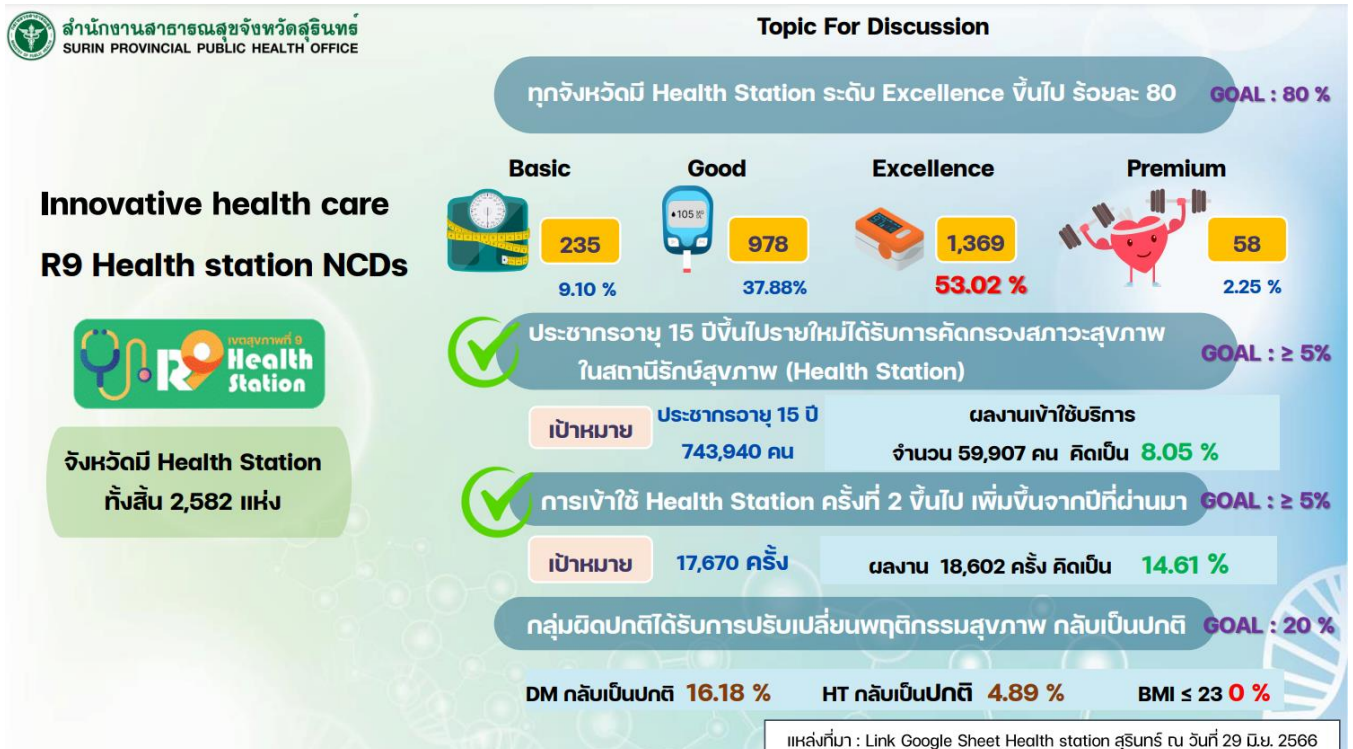 สำนักงานสาธารณสุขจังหวัดสุรินทร์
SURIN PROVINCIAL PUBLIC HEALTH OFFICE
Topic For Discussion
ทุกจังหวัดมี Health Station ระดับ Excellence ขึ้นไป ร้อยละ 80
GOAL : 80 %
Innovative health care
R9 Health station NCDs
เขตสุขภาพที่ 9
R9 Health Station
จังหวัดมี Health Station
ทั้งสิ้น 2,582 แห่ง
Basic
235
9.10 %
Good
105
978
37.88%
Excellence
1,369
53.02 %
Premium
58
2.25 %
ประชากรอายุ 15 ปีขึ้นไปรายใหม่ได้รับการคัดกรองสภาวะสุขภาพ
ในสถานีรักษ์สุขภาพ (Health Station)
GOAL : ≥ 5%
เป้าหมาย
ประชากรอายุ 15 ปี
743,940 คน
ผลงานเข้าใช้บริการ
จำนวน 59,907 คน คิดเป็น 8.05 %
การเข้าใช้ Health Station ครั้งที่ 2 ขึ้นไป เพิ่มขึ้นจากปีที่ผ่านมา
GOAL : ≥ 5%
เป้าหมาย
17,670 ครั้ง
ผลงาน 18,602 ครั้ง คิดเป็น 14.61 %
กลุ่มผิดปกติได้รับการปรับเปลี่ยนพฤติกรรมสุขภาพ กลับเป็นปกติ
GOAL : 20 %
DM กลับเป็นปกติ 16.18 %
HT กลับเป็นปกติ 4.89 %
BMI ≤ 23 0 %
แหล่งที่มา : Link Google Sheet Health station สุรินทร์ ณ วันที่ 29 มิ.ย. 2566